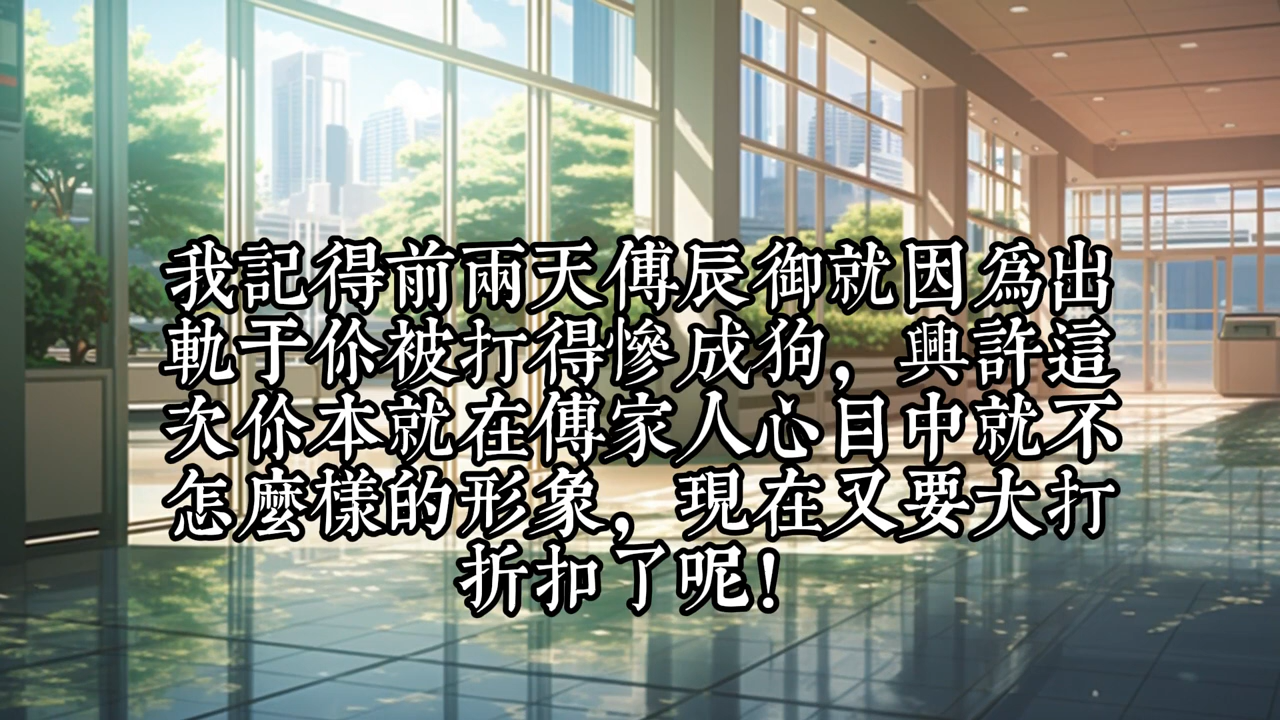 我記得前兩天傅辰御就因爲出
軌于你被打得慘成狗，興許這
次你本就在傅家人心目中就不
怎麼樣的形象，現在又要大打
折扣了呢！